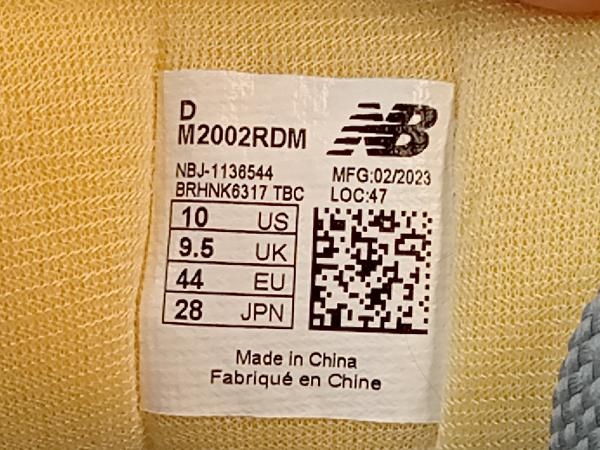 D
M2002RDM
NB
NBJ-1136544
MFG:02/2023
BRHNK6317 TBC
LOC:47
10 US
9.5 UK
44 EU
28 JPN
Made in China
Fabriqué en Chine